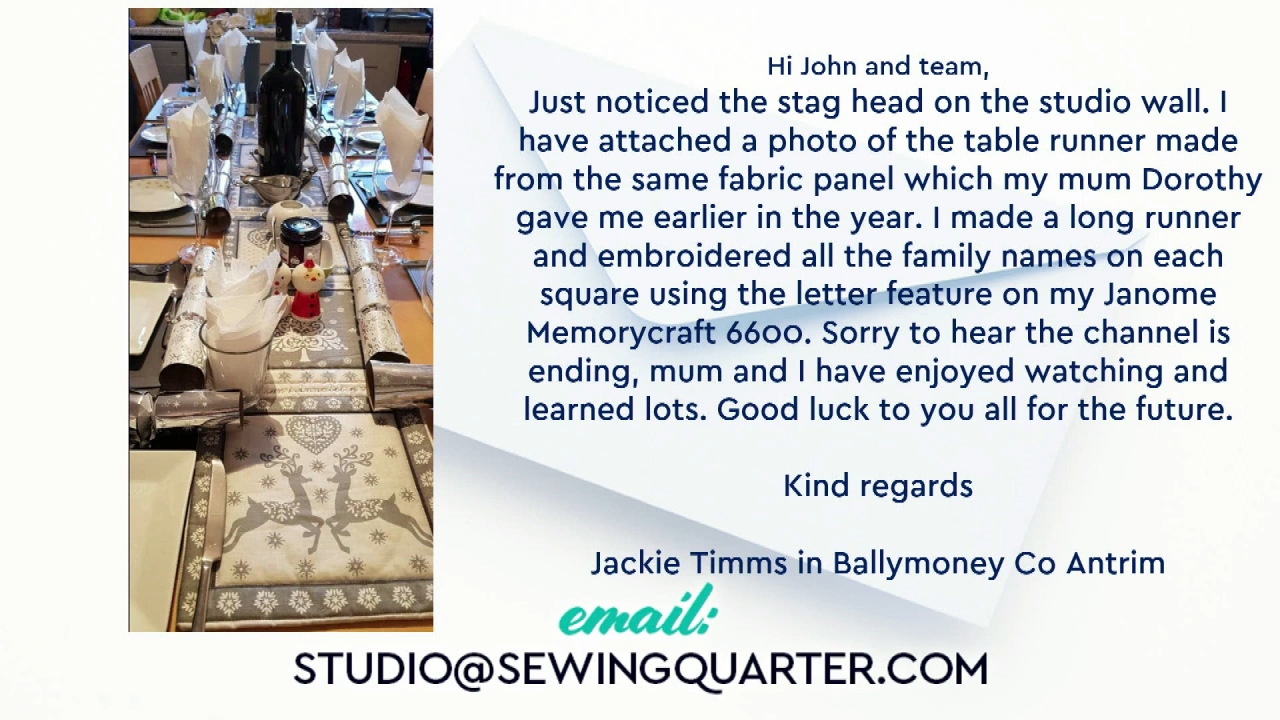 Hi John and team,
Just noticed the stag head on the studio wall. I
have attached a photo of the table runner made
from the same fabric panel which my mum Dorothy
gave me earlier in the year. I made a long runner
and embroidered all the family names on each
square using the letter feature on my Janome
Memorycraft 6600. Sorry to hear the channel is
ending, mum and I have enjoyed watching and
learned lots. Good luck to you all for the future.
Kind regards
Jackie Timms in Ballymoney Co Antrim
email:
STUDIO@SEWINGQUARTER.COM